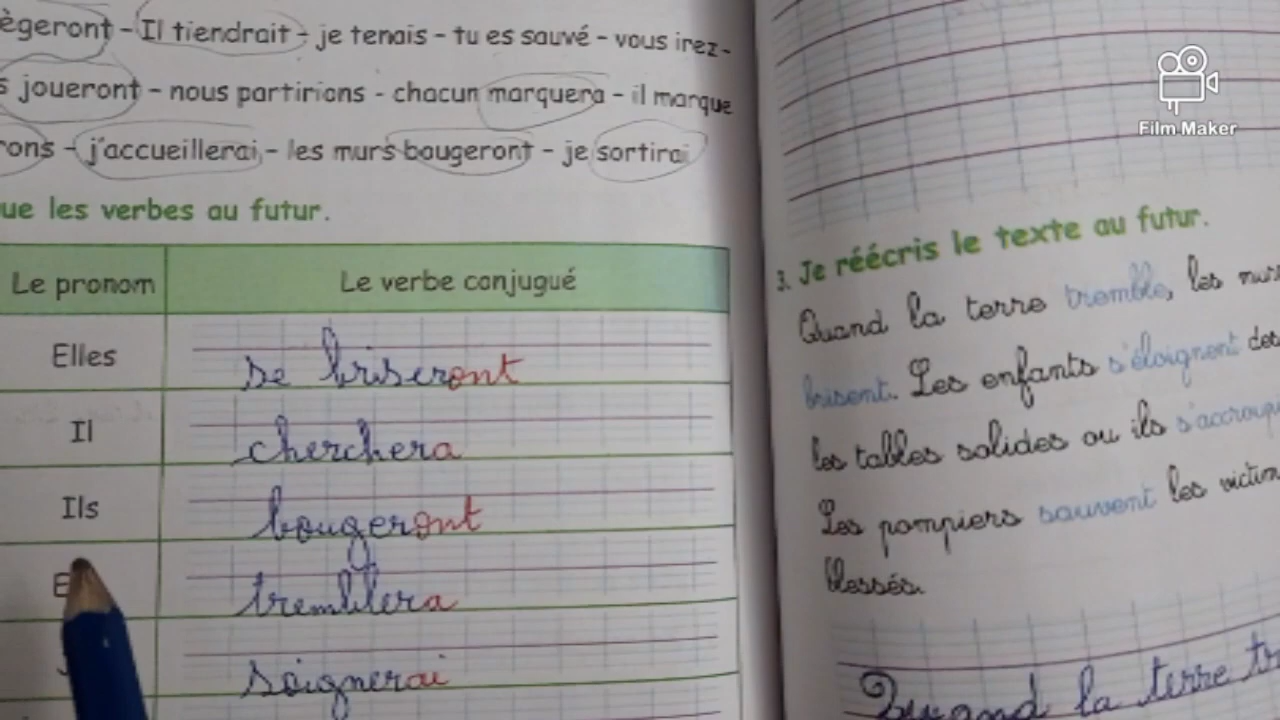 ègeront - Il tiendrait - je tenais - tu es sauvé - vous irez -
s joueront - nous partirions - chacun marquera - il marque
rons - j'accueillerai - les murs bougeront - je sortirai
ue les verbes au futur.
Le pronom Le verbe conjugué
Elles se briseront
Il cherchera
Ils bougeront
E tremblera
soignerai
Film Maker
3. Je réécris le texte au futur.
Quand la terre tremble, les murs
brisent. Les enfants s'éloignent des
les tables solides ou ils s'accroupi
Les pompiers sauvent les victim
blessés.
Quand la terre tr